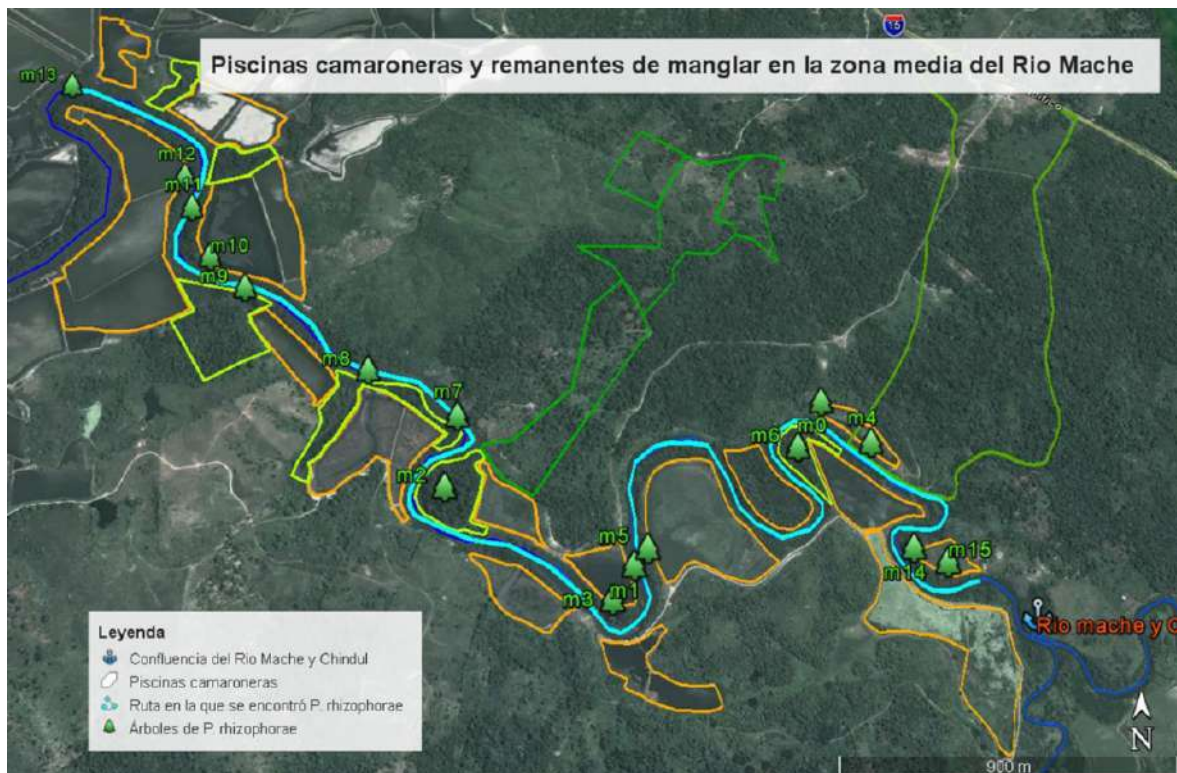 15
Piscinas camaroneras y remanentes de manglar en la zona media del Rio Mache
m13
m12
m11
m10
m9
m8
m7
m6
m0
m4
m2
m5
m15
m14
m3
m1
Rio mache y C
Leyenda
Confluencia del Rio Mache y Chindul
Piscinas camaroneras
Ruta en la que se encontró P. rhizophorae
Árboles de P. rhizophorae
N
900 m